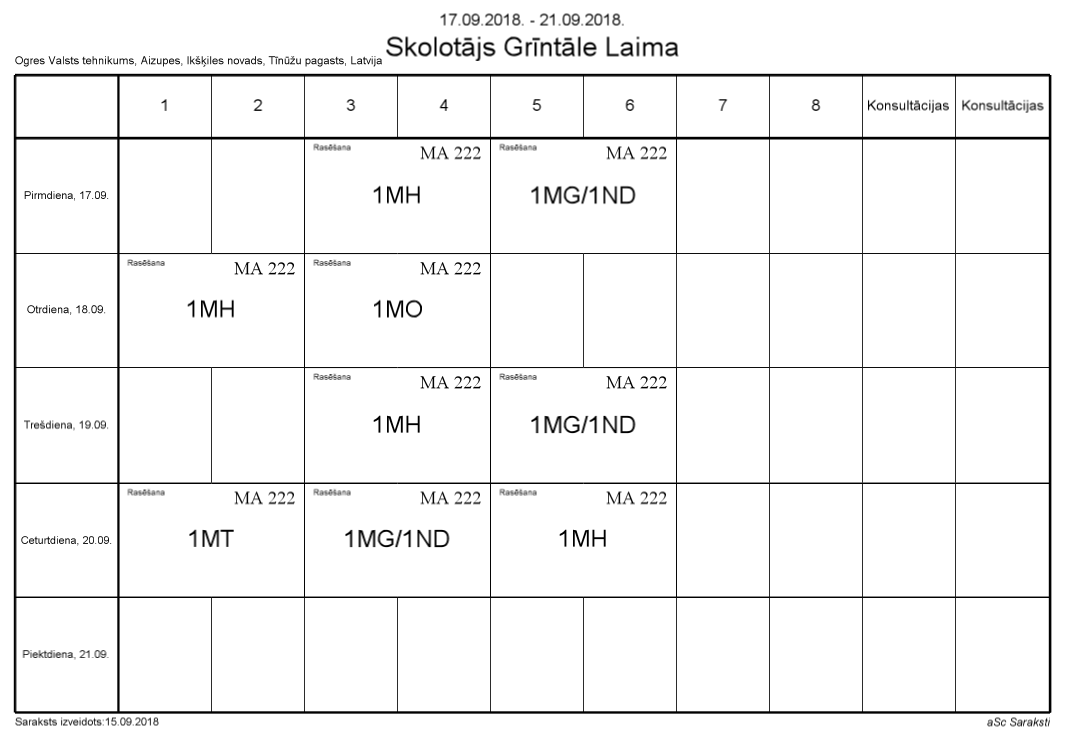 17.09.2018. - 21.09.2018.
Skolotājs Grīntāle Laima
Ogres Valsts tehnikums, Aizupes, Ikšķiles novads, Tīnūžu pagasts, Latvija
1 2 3 4 5 6 7 8 Konsultācijas Konsultācijas
Rasēšana MA 222 Rasēšana MA 222
Pirmdiena, 17.09. 1MH 1MG/1ND
Rasēšana MA 222 Rasēšana MA 222
Otrdiena, 18.09. 1MH 1MO
Rasēšana MA 222 Rasēšana MA 222
Trešdiena, 19.09. 1MH 1MG/1ND
Rasēšana MA 222 Rasēšana MA 222 Rasēšana MA 222
Ceturtdiena, 20.09. 1MT 1MG/1ND 1MH
Piektdiena, 21.09.
Saraksts izveidots:15.09.2018 aSc Saraksti